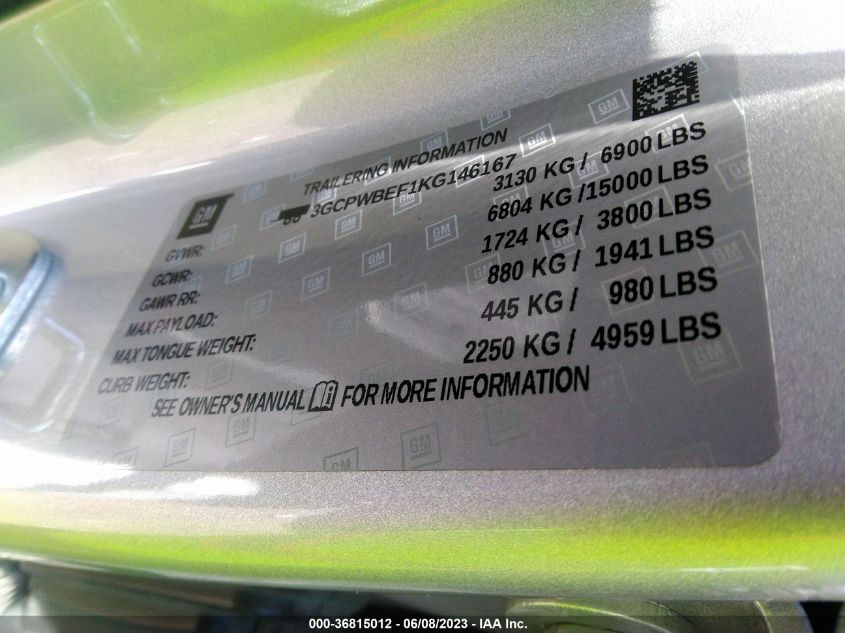 GM
TRAILERING INFORMATION
3GCPWBEF1KG146167
GVWR: 3130 KG / 6900 LBS
GCWR: 6804 KG / 15000 LBS
GAWR RR: 1724 KG / 3800 LBS
MAX PAYLOAD: 880 KG / 1941 LBS
MAX TONGUE WEIGHT: 445 KG / 980 LBS
CURB WEIGHT: 2250 KG / 4959 LBS
SEE OWNER'S MANUAL FOR MORE INFORMATION
000-36815012 - 06/08/2023 - IAA Inc.